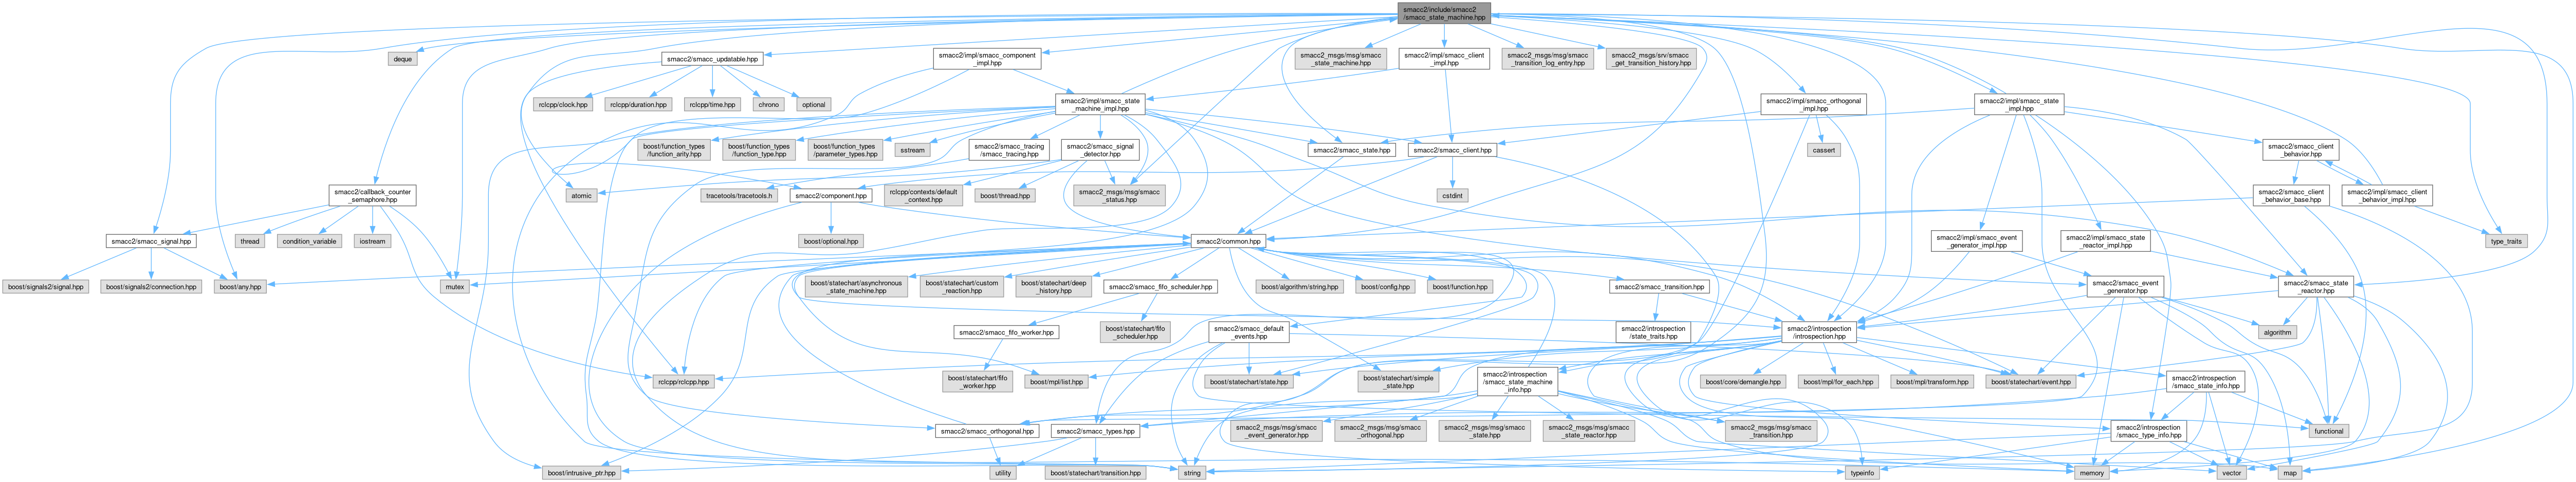 smacc2/include/smacc2
/smacc_state_machine.hpp
deque
smacc2/smacc_updatable.hpp
smacc2/impl/smacc_component
_impl.hpp
smacc2_msgs/msg/smacc
_state_machine.hpp
smacc2/impl/smacc_client
_impl.hpp
smacc2_msgs/msg/smacc
_transition_log_entry.hpp
smacc2_msgs/srv/smacc
_get_transition_history.hpp
rclcpp/clock.hpp
rclcpp/duration.hpp
rclcpp/time.hpp
chrono
optional
smacc2/impl/smacc_state
_machine_impl.hpp
smacc2/impl/smacc_orthogonal
_impl.hpp
smacc2/impl/smacc_state
_impl.hpp
boost/function_types
/function_arity.hpp
boost/function_types
/function_type.hpp
boost/function_types
/parameter_types.hpp
sstream
smacc2/smacc_tracing
/smacc_tracing.hpp
smacc2/smacc_signal
_detector.hpp
smacc2/smacc_state.hpp
smacc2/smacc_client.hpp
cassert
smacc2/smacc_client
_behavior.hpp
smacc2/callback_counter
_semaphore.hpp
atomic
tracetools/tracetools.h
smacc2/component.hpp
rclcpp/contexts/default
_context.hpp
boost/thread.hpp
smacc2_msgs/msg/smacc
_status.hpp
cstdint
smacc2/smacc_client
_behavior_base.hpp
smacc2/impl/smacc_client
_behavior_impl.hpp
smacc2/smacc_signal.hpp
thread
condition_variable
iostream
boost/optional.hpp
smacc2/common.hpp
smacc2/impl/smacc_event
_generator_impl.hpp
smacc2/impl/smacc_state
_reactor_impl.hpp
type_traits
boost/signals2/signal.hpp
boost/signals2/connection.hpp
boost/any.hpp
mutex
boost/statechart/asynchronous
_state_machine.hpp
boost/statechart/custom
_reaction.hpp
boost/statechart/deep
_history.hpp
smacc2/smacc_fifo_scheduler.hpp
boost/algorithm/string.hpp
boost/config.hpp
boost/function.hpp
smacc2/smacc_transition.hpp
smacc2/smacc_event
_generator.hpp
smacc2/smacc_state
_reactor.hpp
smacc2/smacc_fifo_worker.hpp
boost/statechart/fifo
_scheduler.hpp
smacc2/smacc_default
_events.hpp
smacc2/introspection
/state_traits.hpp
smacc2/introspection
/introspection.hpp
algorithm
rclcpp/rclcpp.hpp
boost/statechart/fifo
_worker.hpp
boost/mpl/list.hpp
boost/statechart/state.hpp
boost/statechart/simple
_state.hpp
smacc2/introspection
/smacc_state_machine
_info.hpp
boost/core/demangle.hpp
boost/mpl/for_each.hpp
boost/mpl/transform.hpp
boost/statechart/event.hpp
smacc2/introspection
/smacc_state_info.hpp
smacc2/smacc_orthogonal.hpp
smacc2/smacc_types.hpp
smacc2_msgs/msg/smacc
_event_generator.hpp
smacc2_msgs/msg/smacc
_orthogonal.hpp
smacc2_msgs/msg/smacc
_state.hpp
smacc2_msgs/msg/smacc
_state_reactor.hpp
smacc2_msgs/msg/smacc
_transition.hpp
smacc2/introspection
/smacc_type_info.hpp
functional
boost/intrusive_ptr.hpp
utility
boost/statechart/transition.hpp
string
typeinfo
memory
vector
map